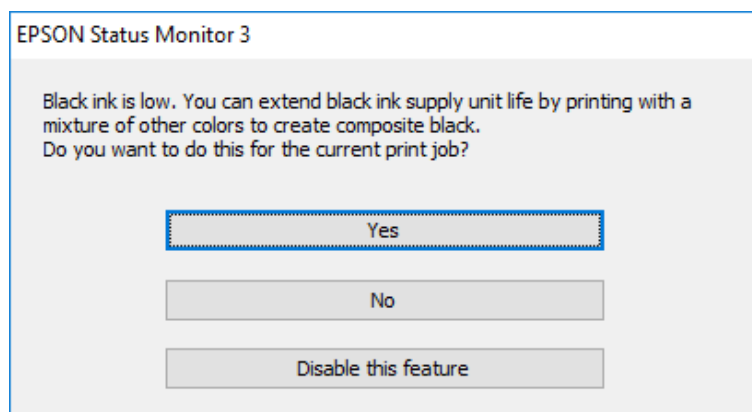 EPSON Status Monitor 3
Black ink is low. You can extend black ink supply unit life by printing with a
mixture of other colors to create composite black.
Do you want to do this for the current print job?
Yes
No
Disable this feature